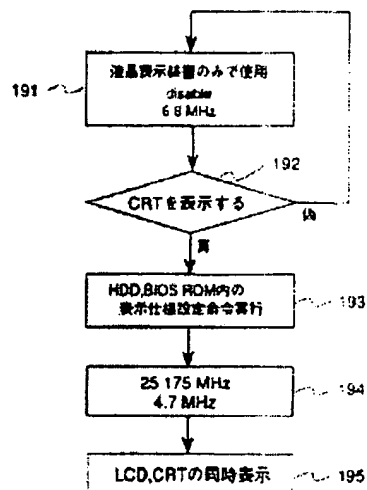 191
液晶表示装置のみで使用
disable
6.8 MHz
192
CRTを表示する
偽
真
HDD,BIOS ROM内の
表示仕様設定命令実行
193
25.175 MHz
4.7 MHz
194
LCD,CRTの同時表示
195